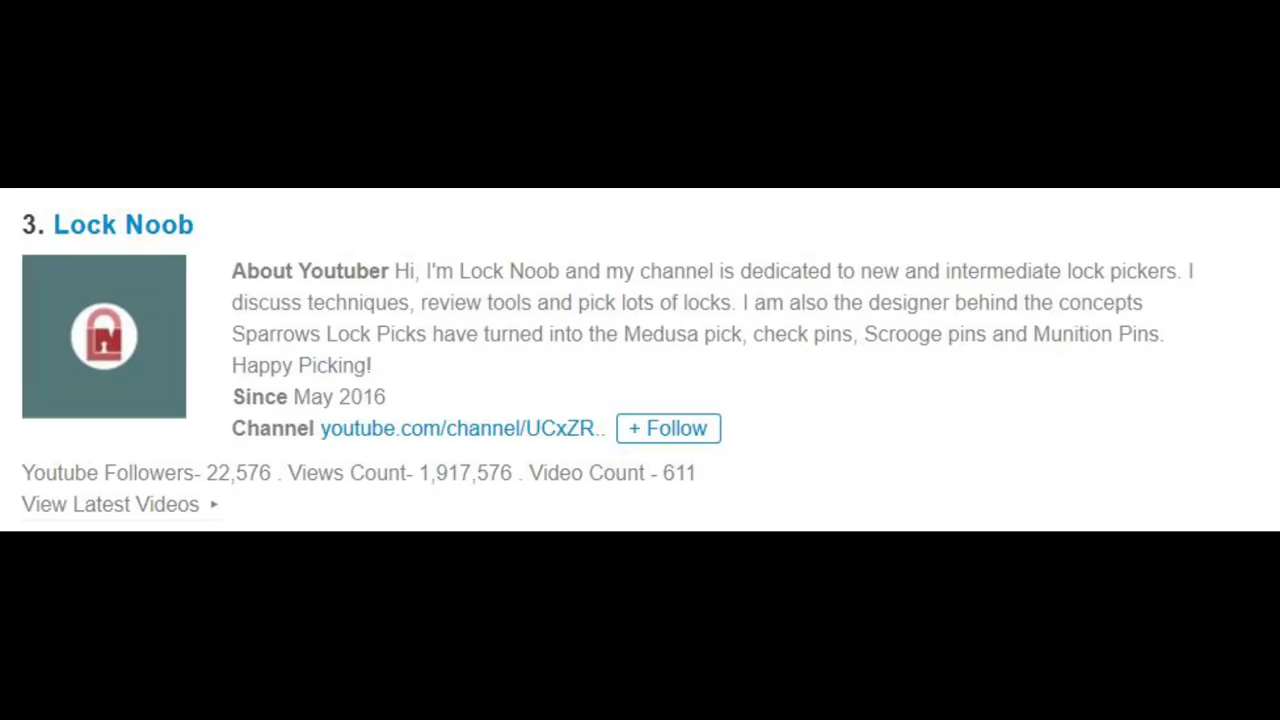 3. Lock Noob
About Youtuber Hi, I'm Lock Noob and my channel is dedicated to new and intermediate lock pickers. I
discuss techniques, review tools and pick lots of locks. I am also the designer behind the concepts
Sparrows Lock Picks have turned into the Medusa pick, check pins, Scrooge pins and Munition Pins.
Happy Picking!
Since May 2016
Channel youtube.com/channel/UCxZR.. + Follow
Youtube Followers- 22,576 . Views Count- 1,917,576 . Video Count - 611
View Latest Videos ▸